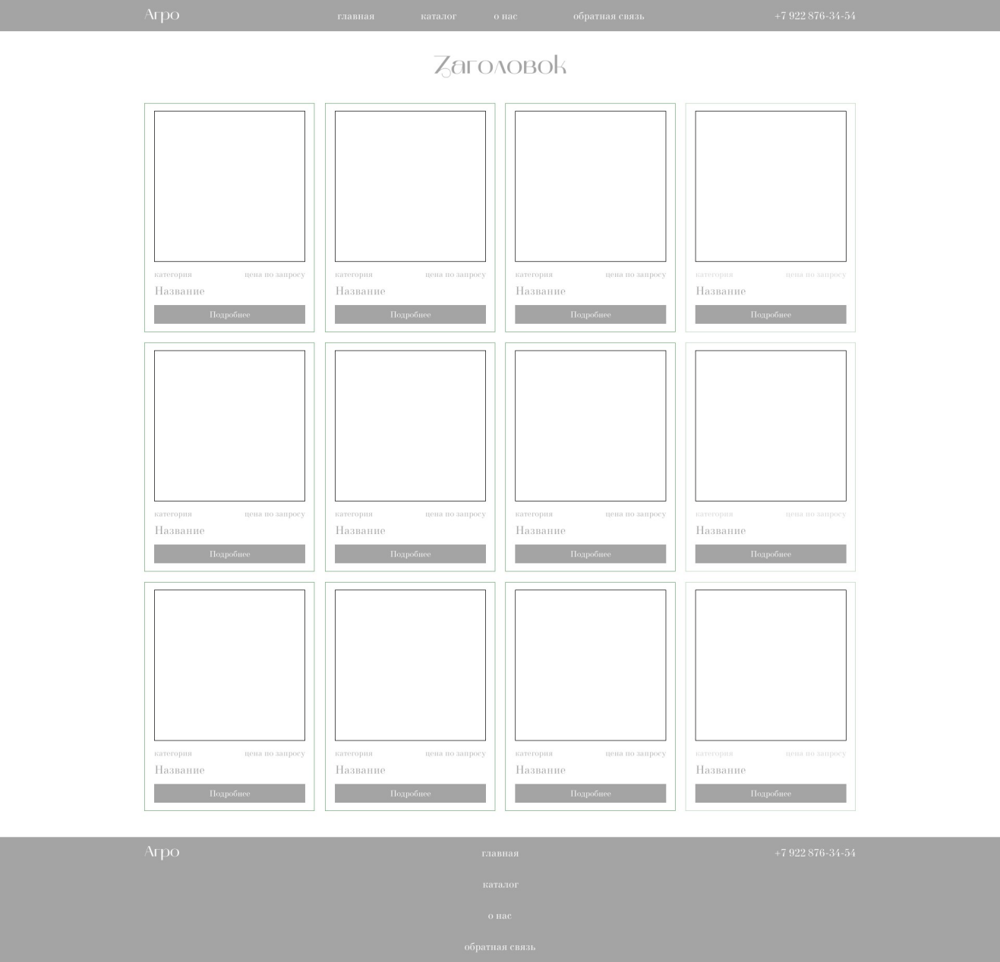 Агро главная каталог о нас обратная связь +7 922 876-34-54
Заголовок
категория цена по запросу категория цена по запросу категория цена по запросу категория цена по запросу
Название Название Название Название
Подробнее Подробнее Подробнее Подробнее
категория цена по запросу категория цена по запросу категория цена по запросу категория цена по запросу
Название Название Название Название
Подробнее Подробнее Подробнее Подробнее
категория цена по запросу категория цена по запросу категория цена по запросу категория цена по запросу
Название Название Название Название
Подробнее Подробнее Подробнее Подробнее
Агро главная +7 922 876-34-54
каталог
о нас
обратная связь